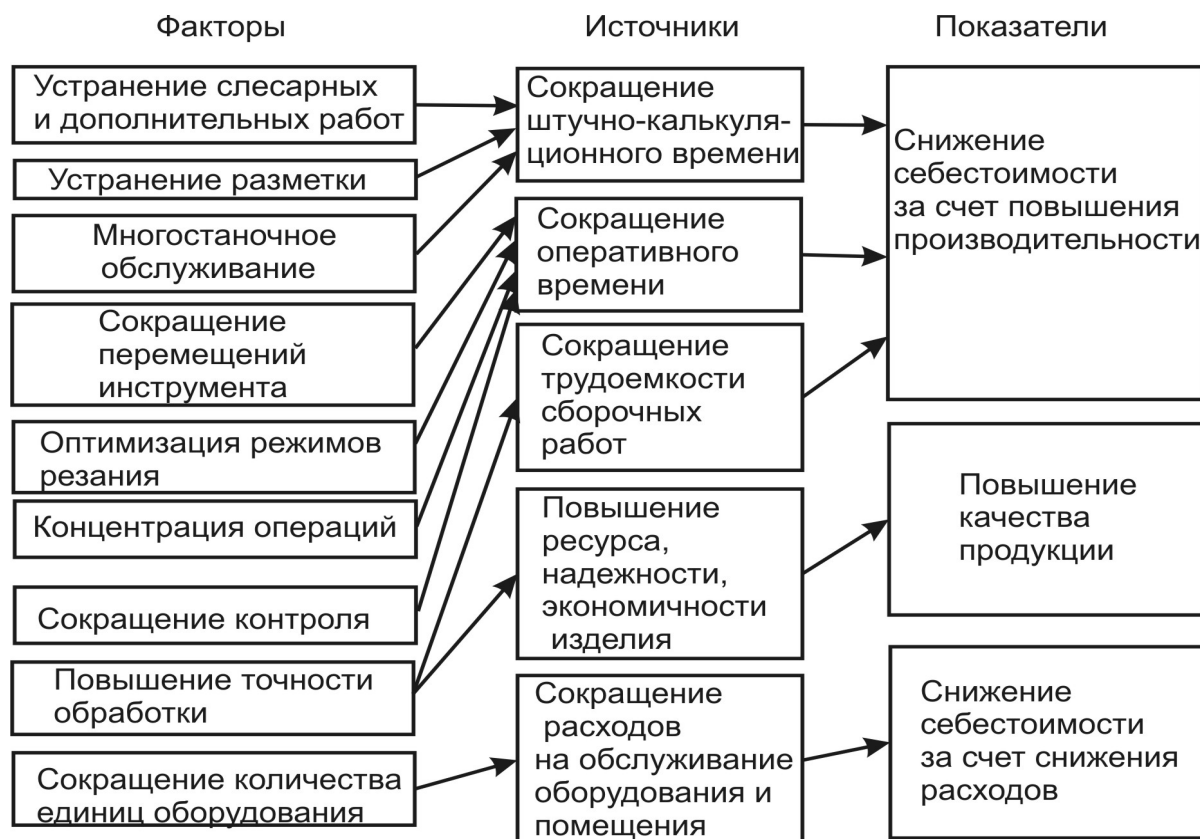 Факторы
Источники
Показатели
Устранение слесарных
и дополнительных работ
Устранение разметки
Многостаночное
обслуживание
Сокращение
перемещений
инструмента
Оптимизация режимов
резания
Концентрация операций
Сокращение контроля
Повышение точности
обработки
Сокращение количества
единиц оборудования
Сокращение
штучно-калькуля-
ционного времени
Сокращение
оперативного
времени
Сокращение
трудоемкости
сборочных
работ
Повышение
ресурса,
надежности,
экономичности
изделия
Сокращение
расходов
на обслуживание
оборудования и
помещения
Снижение
себестоимости
за счет повышения
производительности
Повышение
качества
продукции
Снижение
себестоимости
за счет снижения
расходов